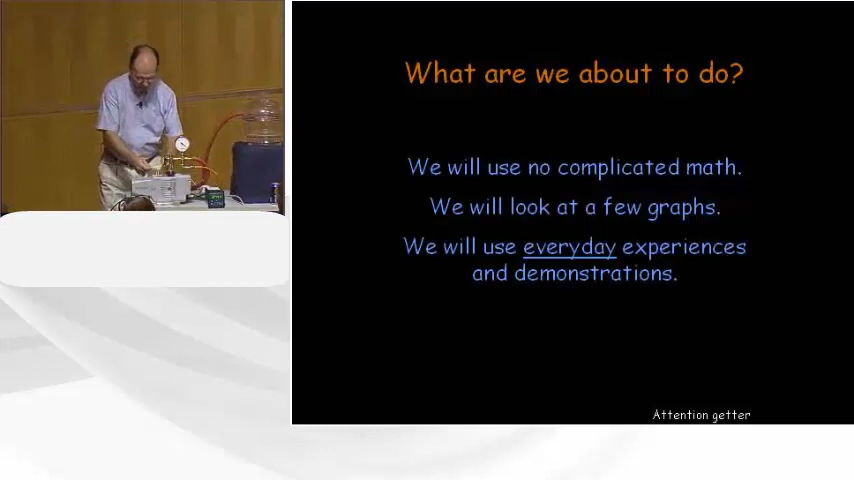 What are we about to do?
We will use no complicated math.
We will look at a few graphs.
We will use everyday experiences
and demonstrations.
Attention getter